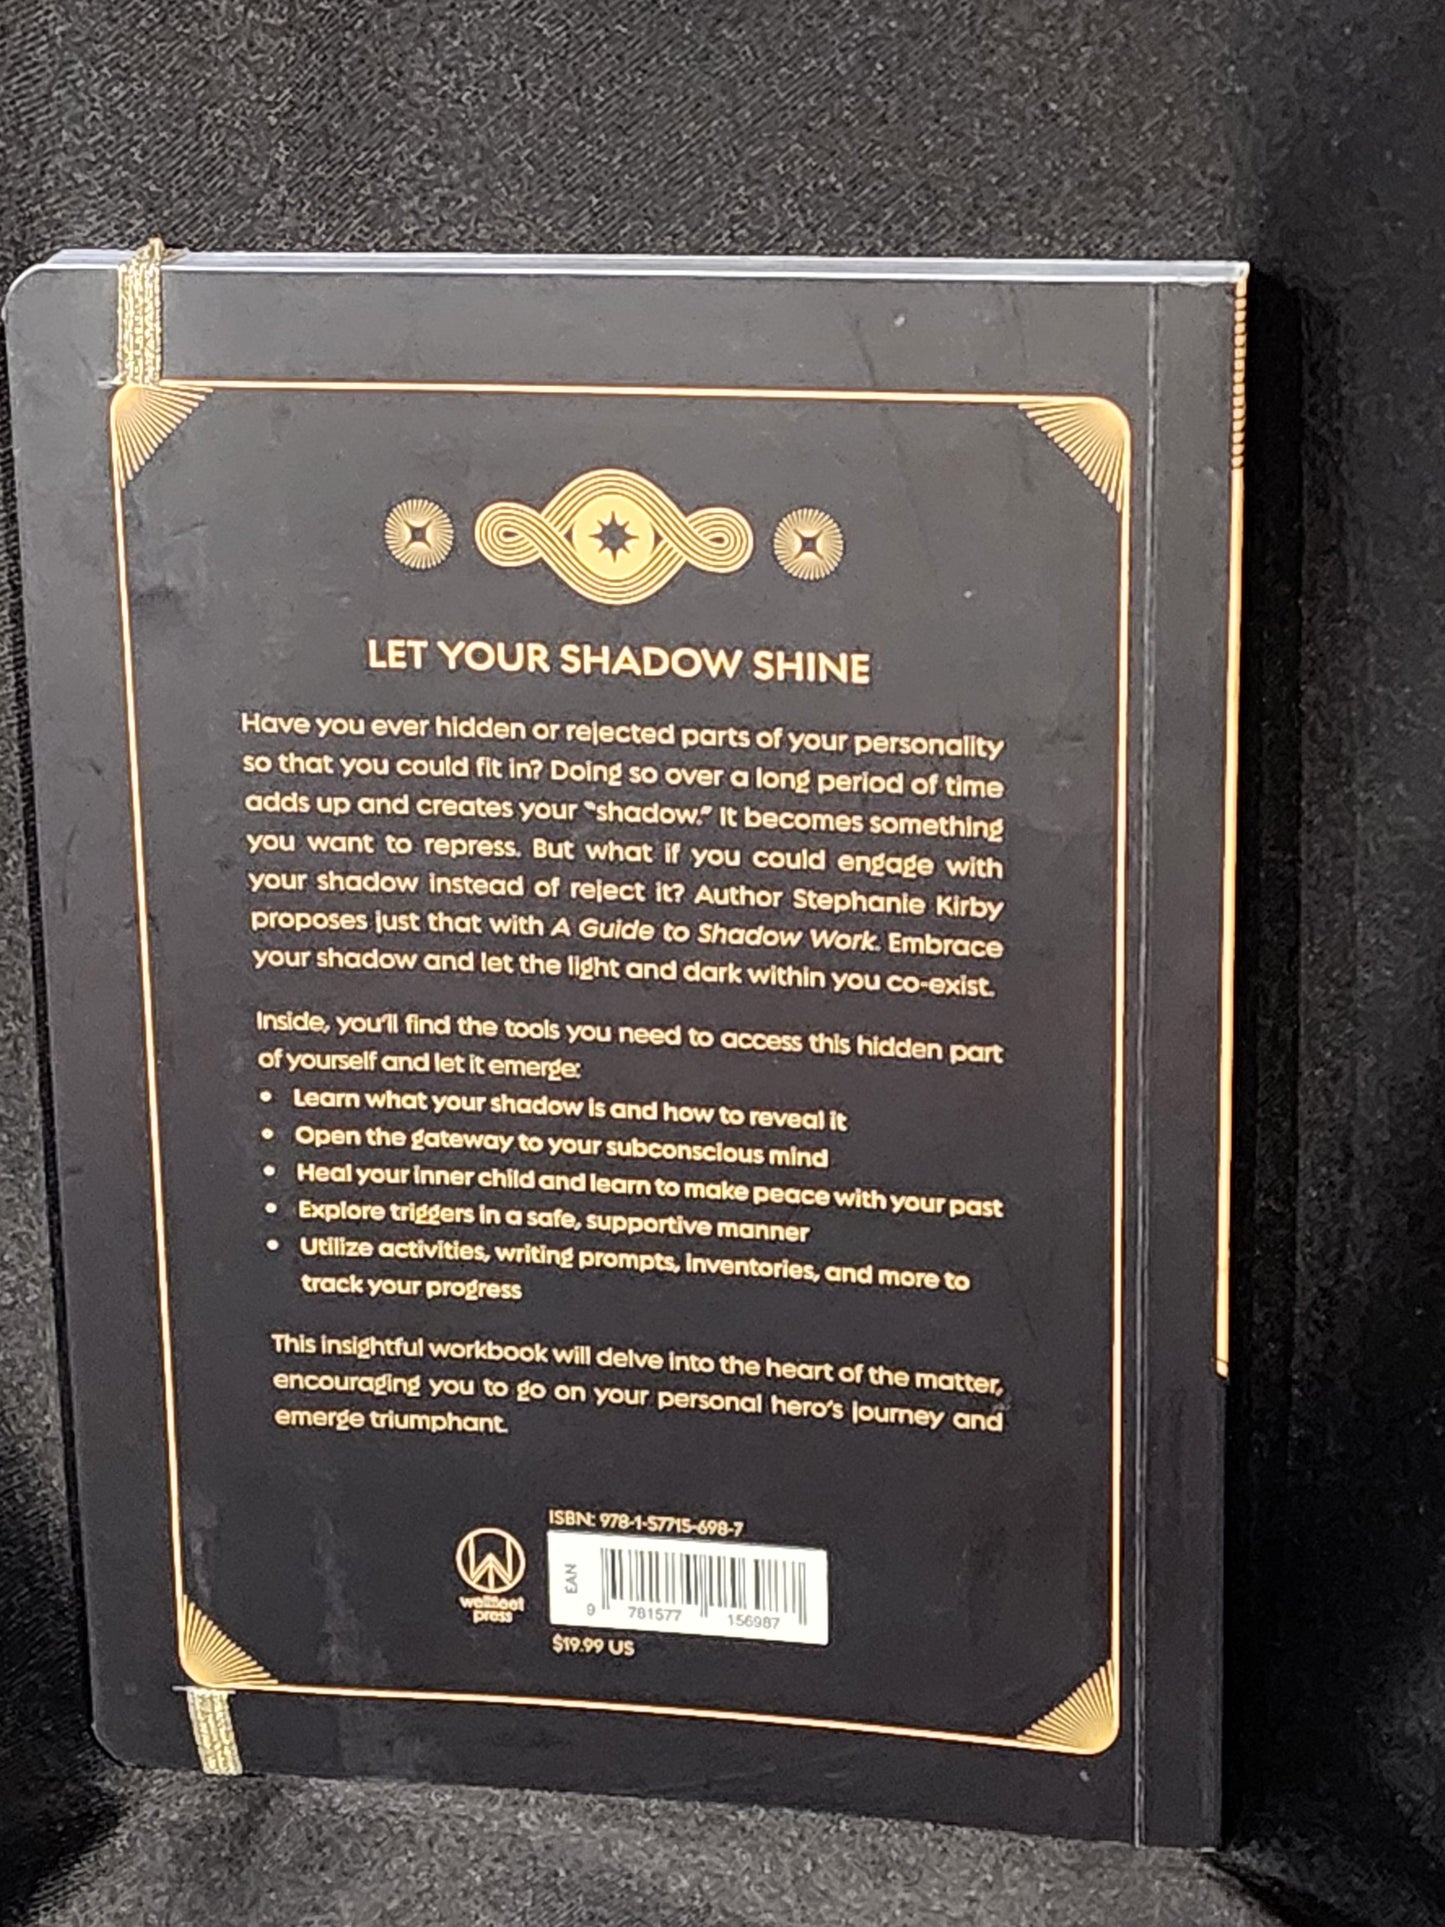 LET YOUR SHADOW SHINE
Have you ever hidden or rejected parts of your personality
so that you could fit in? Doing so over a long period of time
adds up and creates your “shadow.” It becomes something
you want to repress. But what if you could engage with
your shadow instead of reject it? Author Stephanie Kirby
proposes just that with A Guide to Shadow Work. Embrace
your shadow and let the light and dark within you co-exist.
Inside, you’ll find the tools you need to access this hidden part
of yourself and let it emerge:
• Learn what your shadow is and how to reveal it
• Open the gateway to your subconscious mind
• Heal your inner child and learn to make peace with your past
• Explore triggers in a safe, supportive manner
• Utilize activities, writing prompts, inventories, and more to
track your progress
This insightful workbook will delve into the heart of the matter,
encouraging you to go on your personal hero’s journey and
emerge triumphant.
ISBN: 978-1-57715-698-7
EAN
9 781577 156987
wellfleet
press
$19.99 US